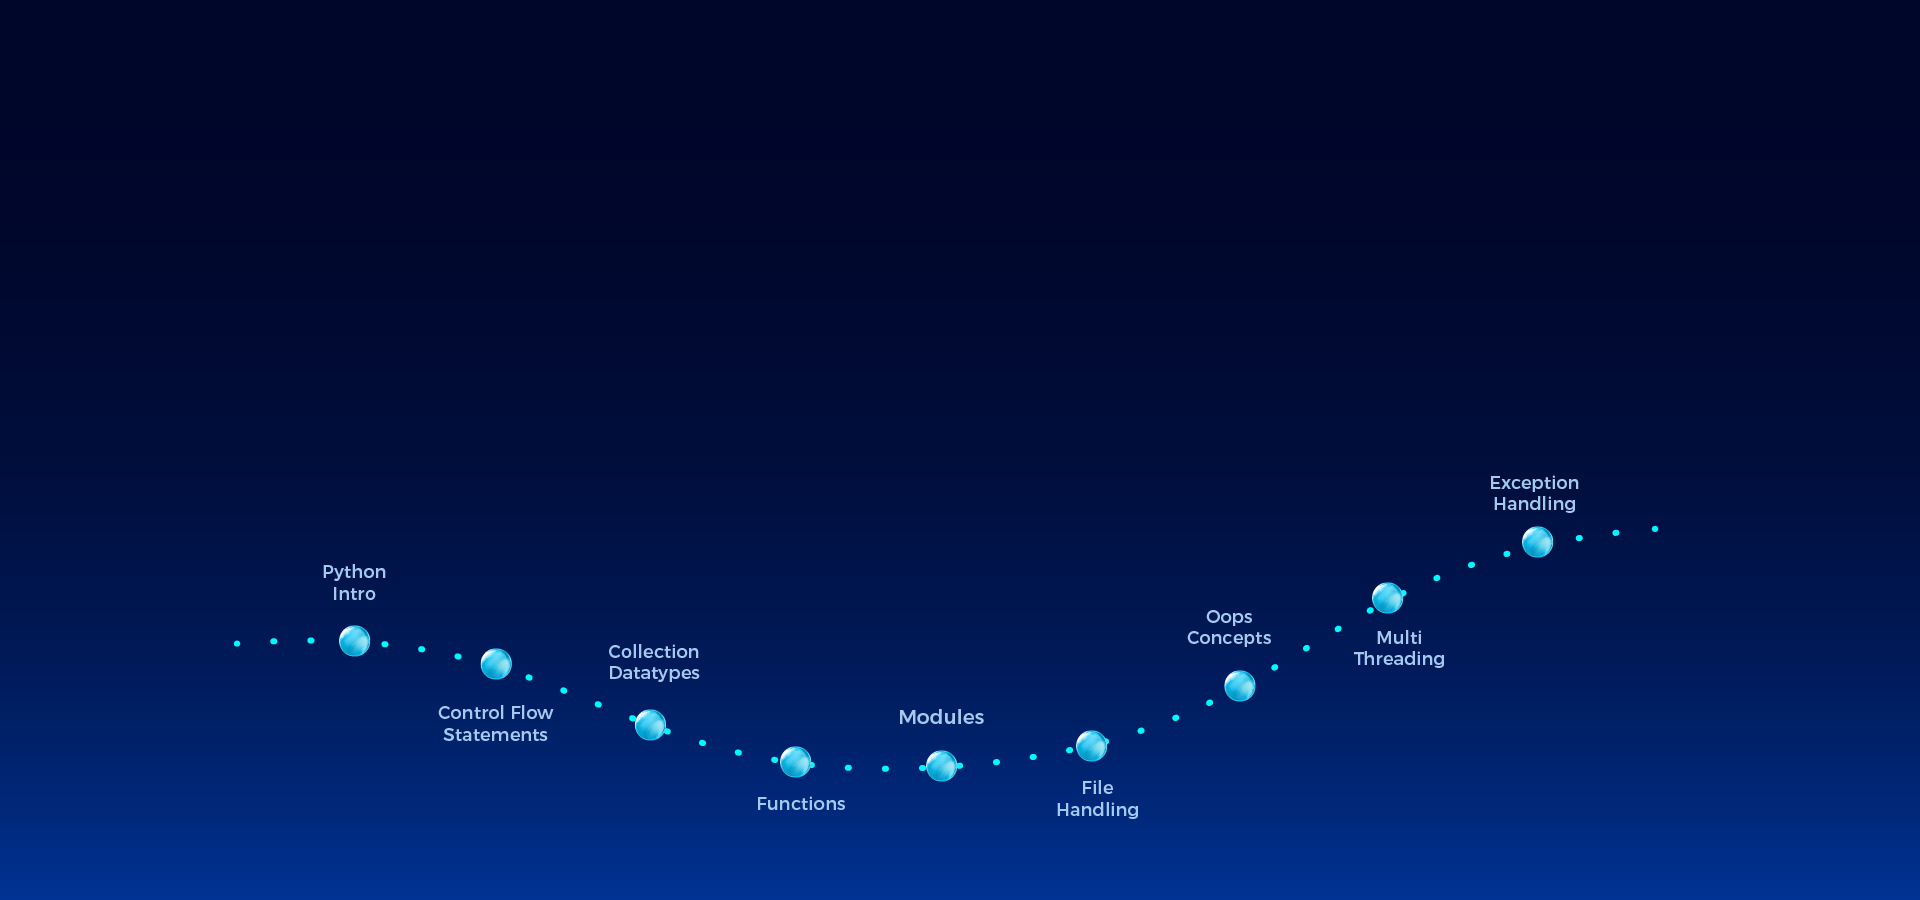 Python
Intro
Control Flow
Statements
Collection
Datatypes
Functions
Modules
File
Handling
Oops
Concepts
Multi
Threading
Exception
Handling